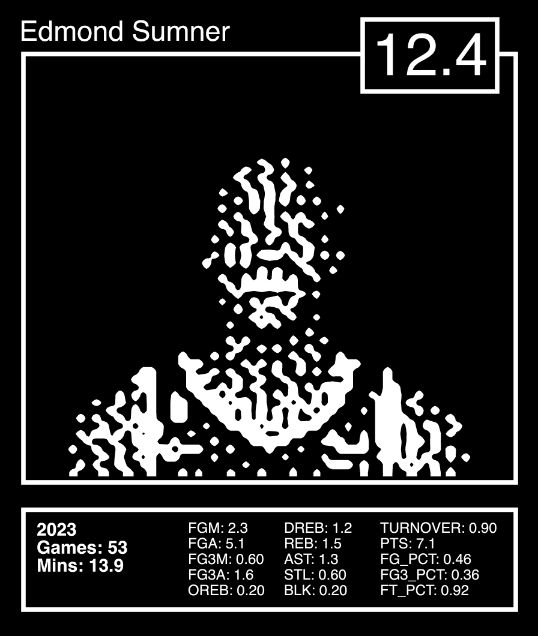 Edmond Sumner
12.4
2023
Games: 53
Mins: 13.9
FGM: 2.3
FGA: 5.1
FG3M: 0.60
FG3A: 1.6
OREB: 0.20
DREB: 1.2
REB: 1.5
AST: 1.3
STL: 0.60
BLK: 0.20
TURNOVER: 0.90
PTS: 7.1
FG_PCT: 0.46
FG3_PCT: 0.36
FT_PCT: 0.92